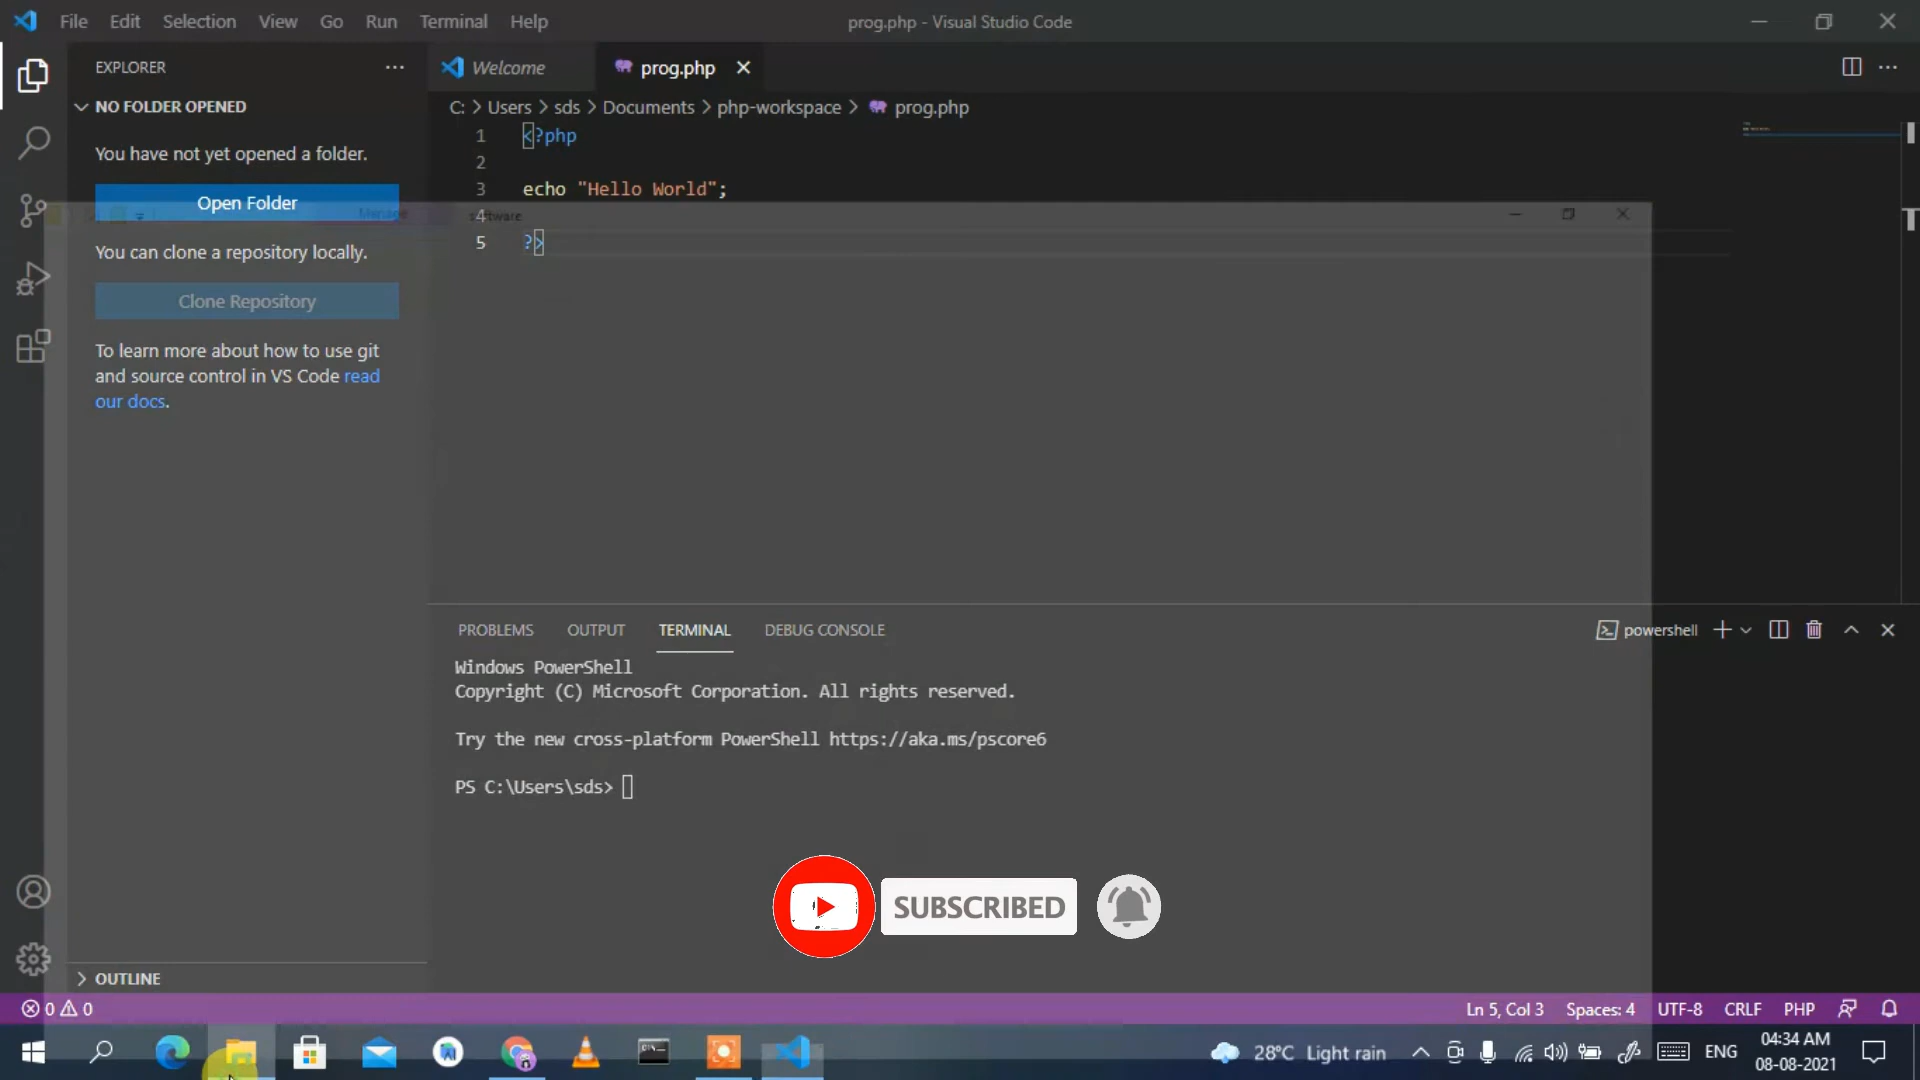 File Edit Selection View Go Run Terminal Help
prog.php - Visual Studio Code
EXPLORER
NO FOLDER OPENED
You have not yet opened a folder.
Open Folder
You can clone a repository locally.
Clone Repository
To learn more about how to use git
and source control in VS Code read
our docs.
OUTLINE
Welcome
prog.php
C: > Users > sds > Documents > php-workspace > prog.php
1 <?php
2
3 echo "Hello World";
4
5 ?>
Manage
software
PROBLEMS OUTPUT TERMINAL DEBUG CONSOLE
powershell
Windows PowerShell
Copyright (C) Microsoft Corporation. All rights reserved.
Try the new cross-platform PowerShell https://aka.ms/pscore6
PS C:\Users\sds>
SUBSCRIBED
0 0
Ln 5, Col 3 Spaces: 4 UTF-8 CRLF PHP
28°C Light rain
ENG
04:34 AM
08-08-2021